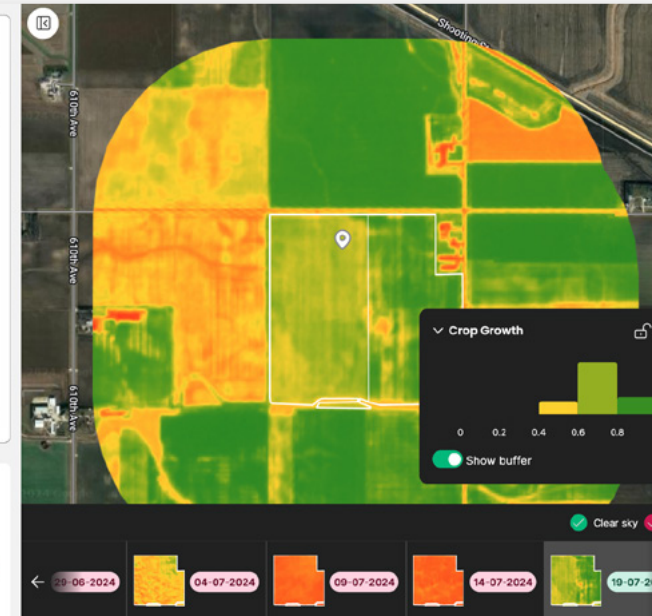 Shooting S
610th Ave
610th Ave
610th Ave
Crop Growth
0 0.2 0.4 0.6 0.8
Show buffer
Clear sky
29-06-2024 04-07-2024 09-07-2024 14-07-2024 19-07-20